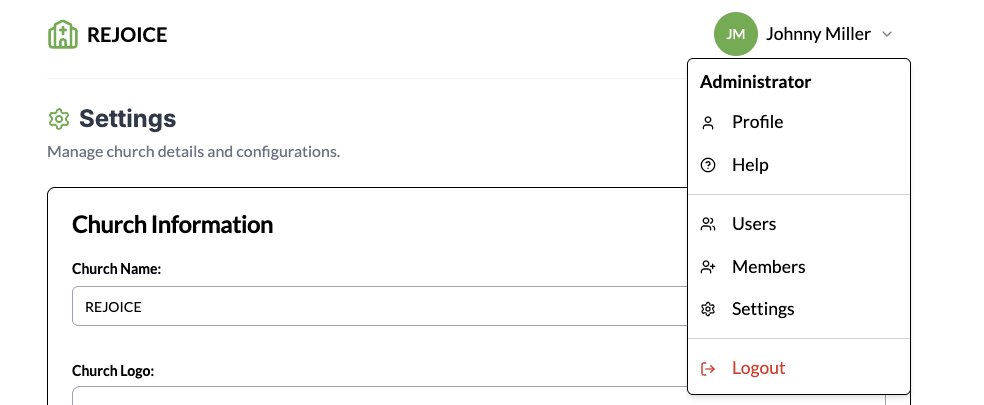 REJOICE
JM Johnny Miller
Administrator
Profile
Help
Users
Members
Settings
Logout
Settings
Manage church details and configurations.
Church Information
Church Name:
REJOICE
Church Logo: